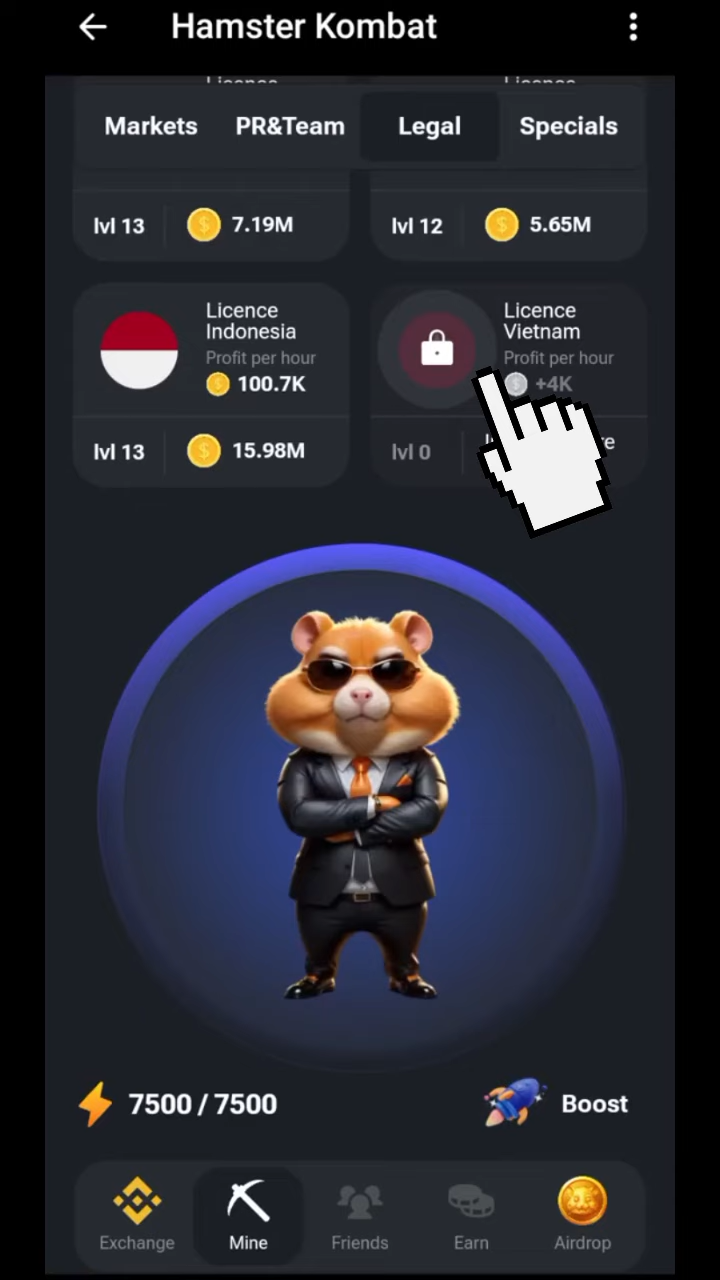 Hamster Kombat
Licence
Licence
Markets
PR&Team
Legal
Specials
lvl 13
7.19M
lvl 12
5.65M
Licence
Indonesia
Profit per hour
100.7K
lvl 13
15.98M
Licence
Vietnam
Profit per hour
+4K
lvl 0
7500 / 7500
Boost
Exchange
Mine
Friends
Earn
Airdrop